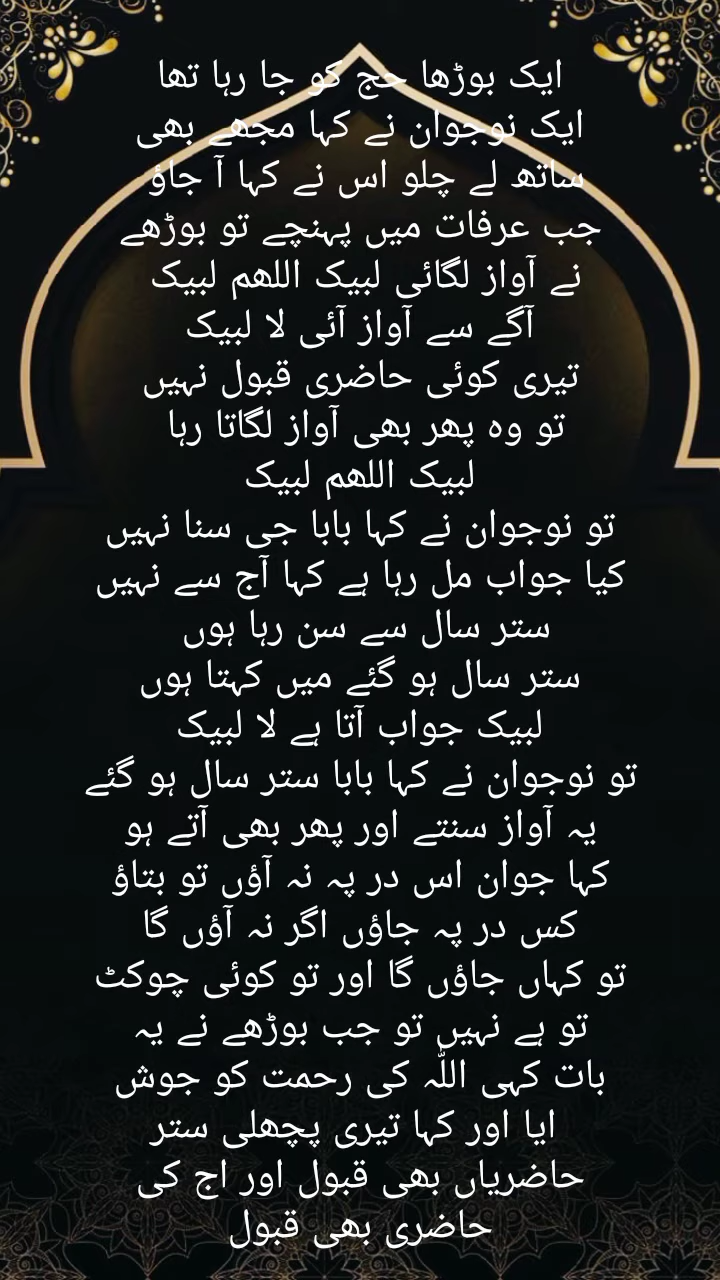 ایک بوڑھا حج کو جا رہا تھا
ایک نوجوان نے کہا مجھے بھی
ساتھ لے چلو اس نے کہا آ جاؤ
جب عرفات میں پہنچے تو بوڑھے
نے آواز لگائی لبیک اللھم لبیک
آگے سے آواز آئی لا لبیک
تیری کوئی حاضری قبول نہیں
تو وہ پھر بھی آواز لگاتا رہا
لبیک اللھم لبیک
تو نوجوان نے کہا بابا جی سنا نہیں
کیا جواب مل رہا ہے کہا آج سے نہیں
ستر سال سے سن رہا ہوں
ستر سال ہو گئے میں کہتا ہوں
لبیک جواب آتا ہے لا لبیک
تو نوجوان نے کہا بابا ستر سال ہو گئے
یہ آواز سنتے اور پھر بھی آتے ہو
کہا جوان اس در پہ نہ آؤں تو بتاؤ
کس در پہ جاؤں اگر نہ آؤں گا
تو کہاں جاؤں گا اور تو کوئی چوکٹ
تو ہے نہیں تو جب بوڑھے نے یہ
بات کہی اللّٰہ کی رحمت کو جوش
ایا اور کہا تیری پچھلی ستر
حاضریاں بھی قبول اور اج کی
حاضری بھی قبول